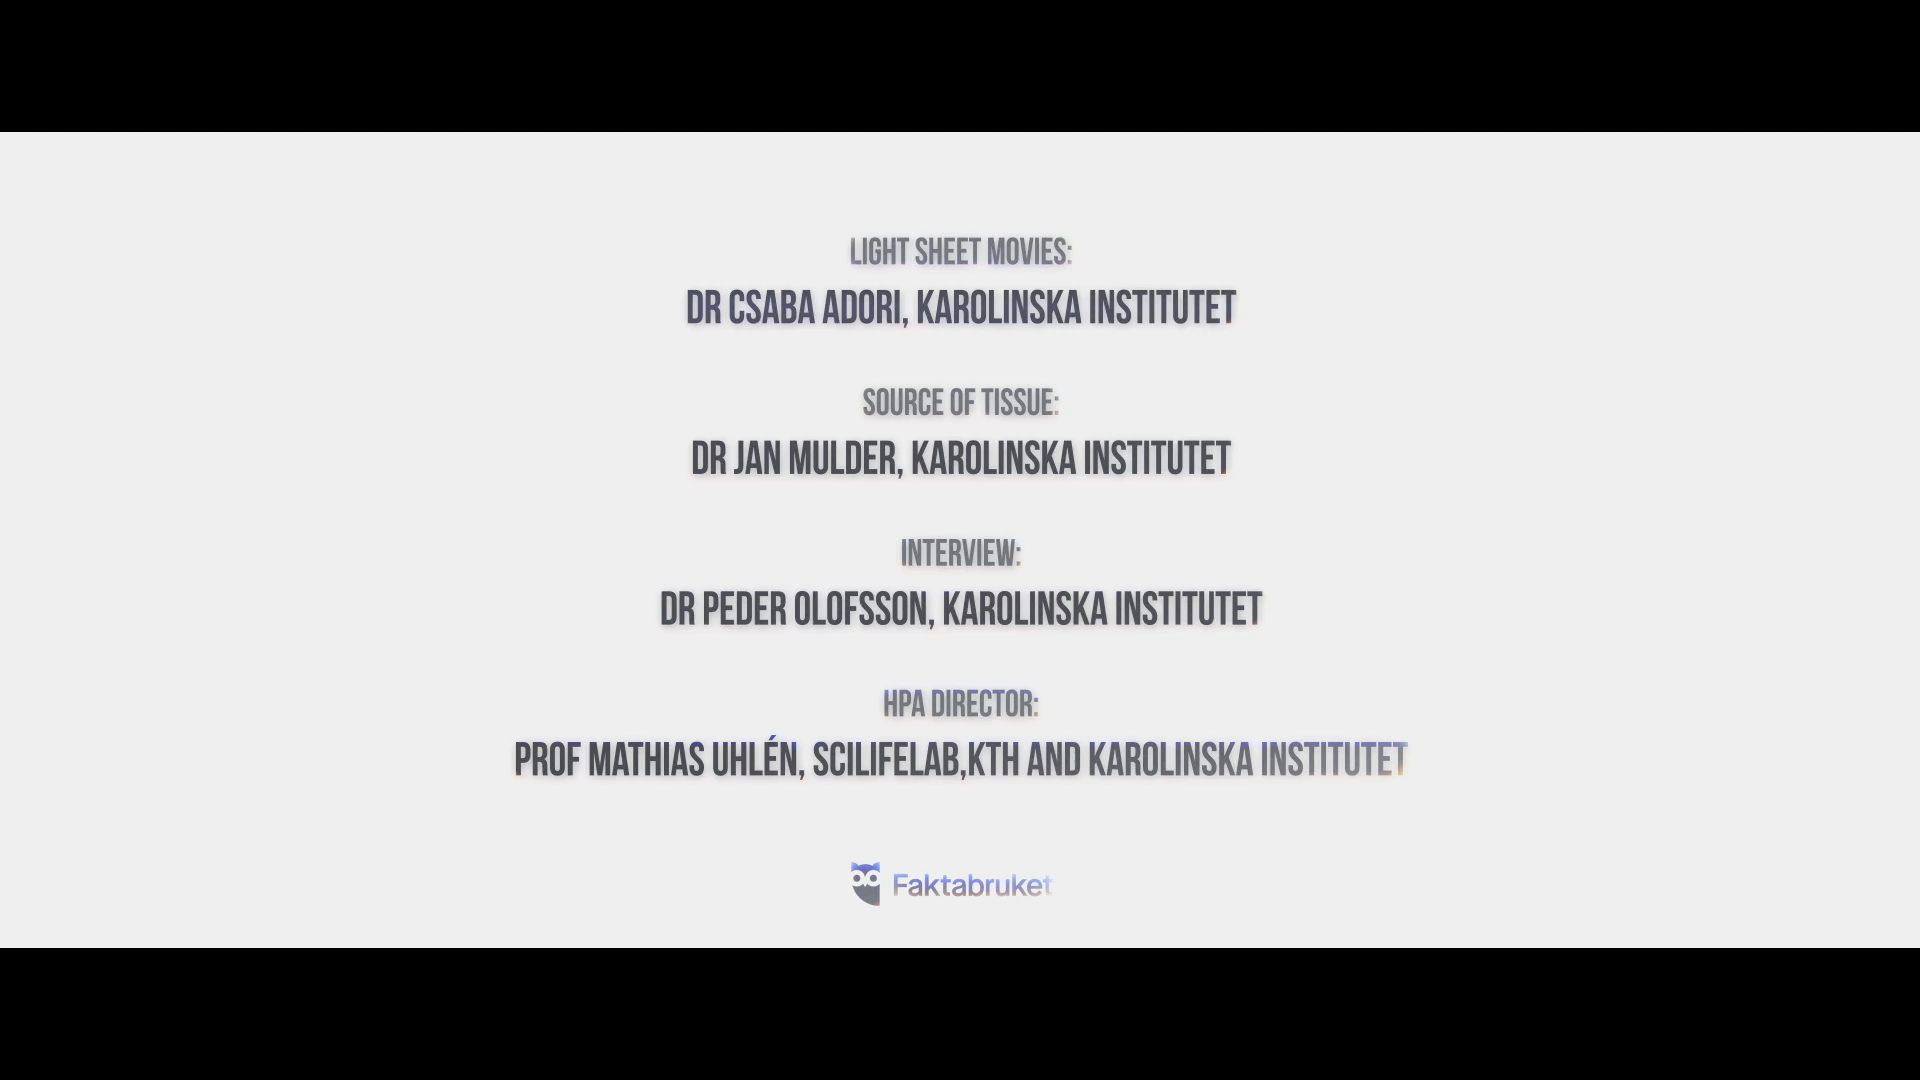 LIGHT SHEET MOVIES:
DR CSABA ADORI, KAROLINSKA INSTITUTET
SOURCE OF TISSUE:
DR JAN MULDER, KAROLINSKA INSTITUTET
INTERVIEW:
DR PEDER OLOFSSON, KAROLINSKA INSTITUTET
HPA DIRECTOR:
PROF MATHIAS UHLÉN, SCILIFELAB,KTH AND KAROLINSKA INSTITUTET
Faktabruket